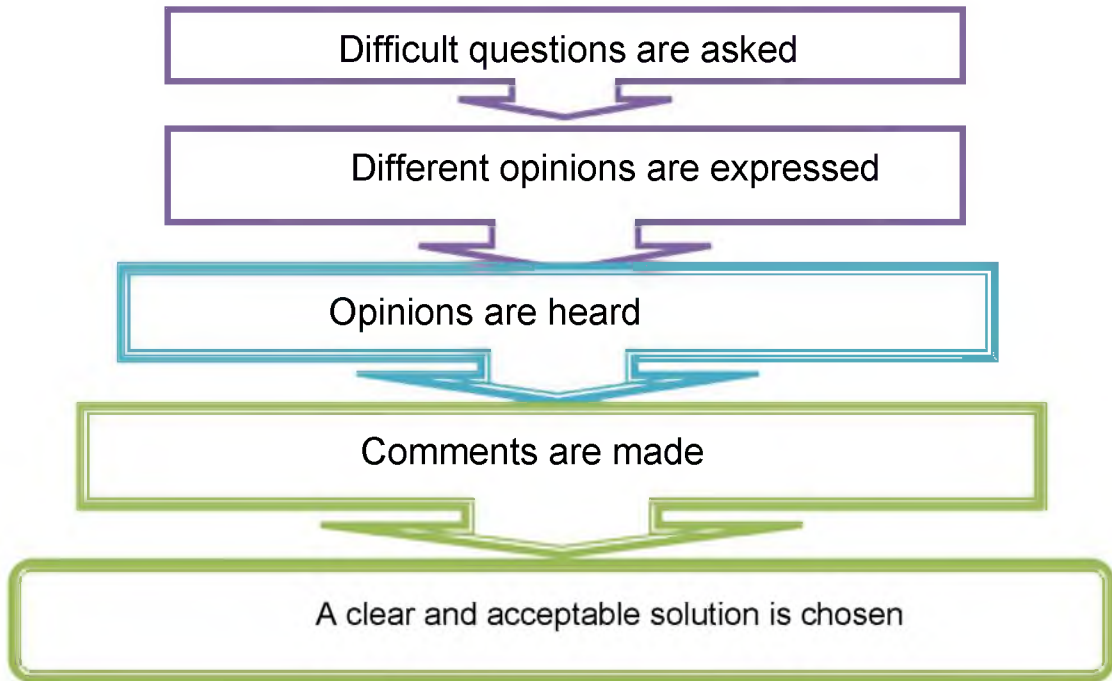 Difficult questions are asked
Different opinions are expressed
Opinions are heard
Comments are made
A clear and acceptable solution is chosen